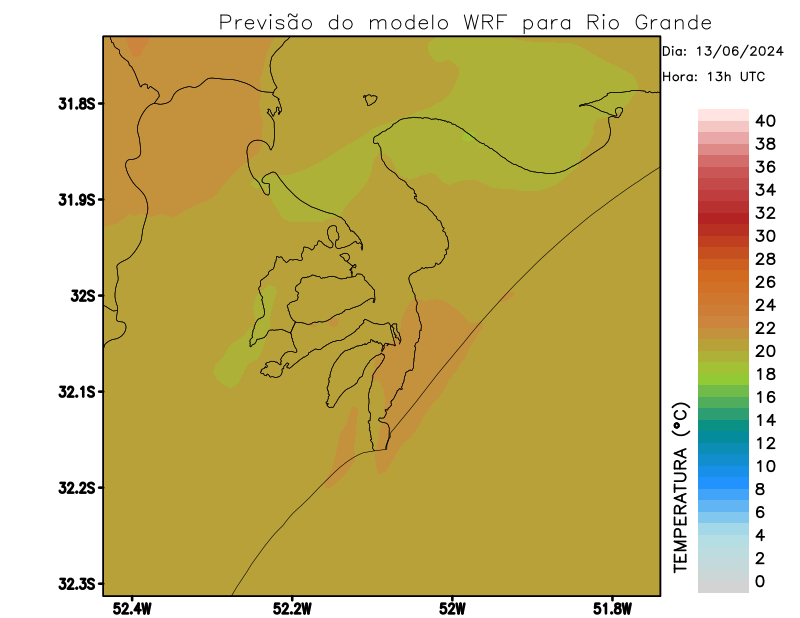 Previsão do modelo WRF para Rio Grande
Dia: 13/06/2024
Hora: 13h UTC
31.8S
31.9S
32S
32.1S
32.2S
32.3S
52.4W
52.2W
52W
51.8W
TEMPERATURA (ºC)
40
38
36
34
32
30
28
26
24
22
20
18
16
14
12
10
8
6
4
2
0